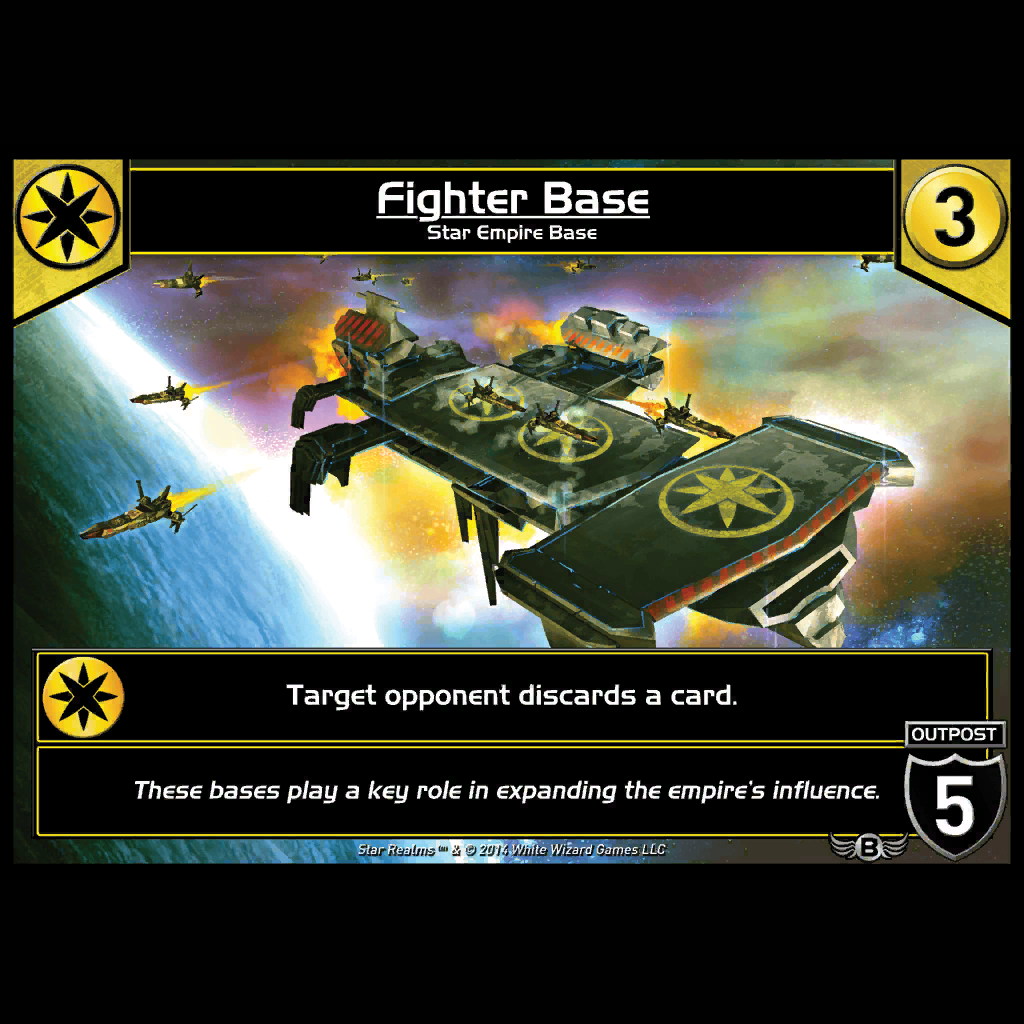 Fighter Base
3
Star Empire Base
Target opponent discards a card.
OUTPOST
These bases play a key role in expanding the empire's influence.
5
Star Realms™ & © 2014 White Wizard Games LLC
B